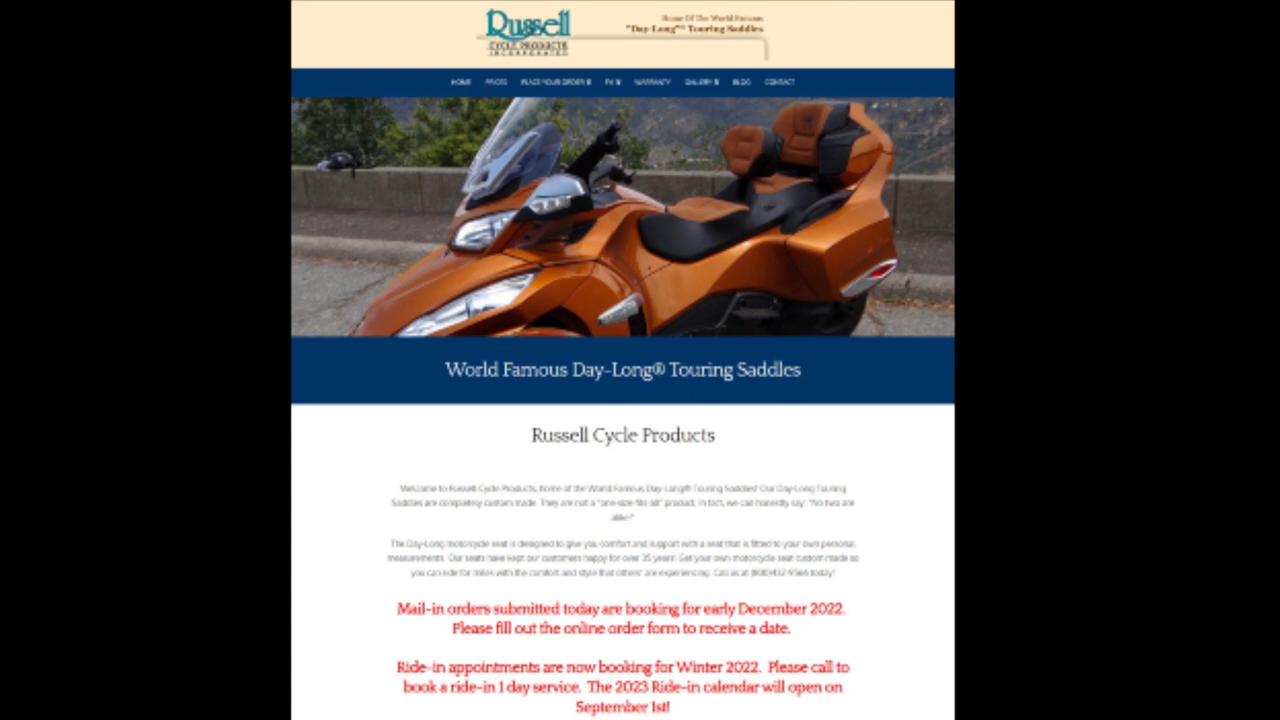 Russell
CYCLE PRODUCTS
INCORPORATED
Home Of The World Famous
"Day-Long"® Touring Saddles
HOME PRICES PLACE YOUR ORDER WARRANTY GALLERY BLOG CONTACT
World Famous Day-Long® Touring Saddles
Russell Cycle Products
Welcome to Russell Cycle Products, home of the World Famous Day-Long® Touring Saddles! Our Day-Long Touring
Saddles are completely custom made. They are not a "one-size-fits-all" product, in fact, we can honestly say: "No two are
alike!"
The Day-Long motorcycle seat is designed to give you comfort and support with a seat that is fitted to your own personal
measurements. Our seats have kept our customers happy for over 35 years! Get your own motorcycle seat custom made so
you can ride for miles with the comfort and style that others' are experiencing. Call us at (800)432-9566 today!
Mail-in orders submitted today are booking for early December 2022.
Please fill out the online order form to receive a date.
Ride-in appointments are now booking for Winter 2022. Please call to
book a ride-in 1 day service. The 2023 Ride-in calendar will open on
September 1st!